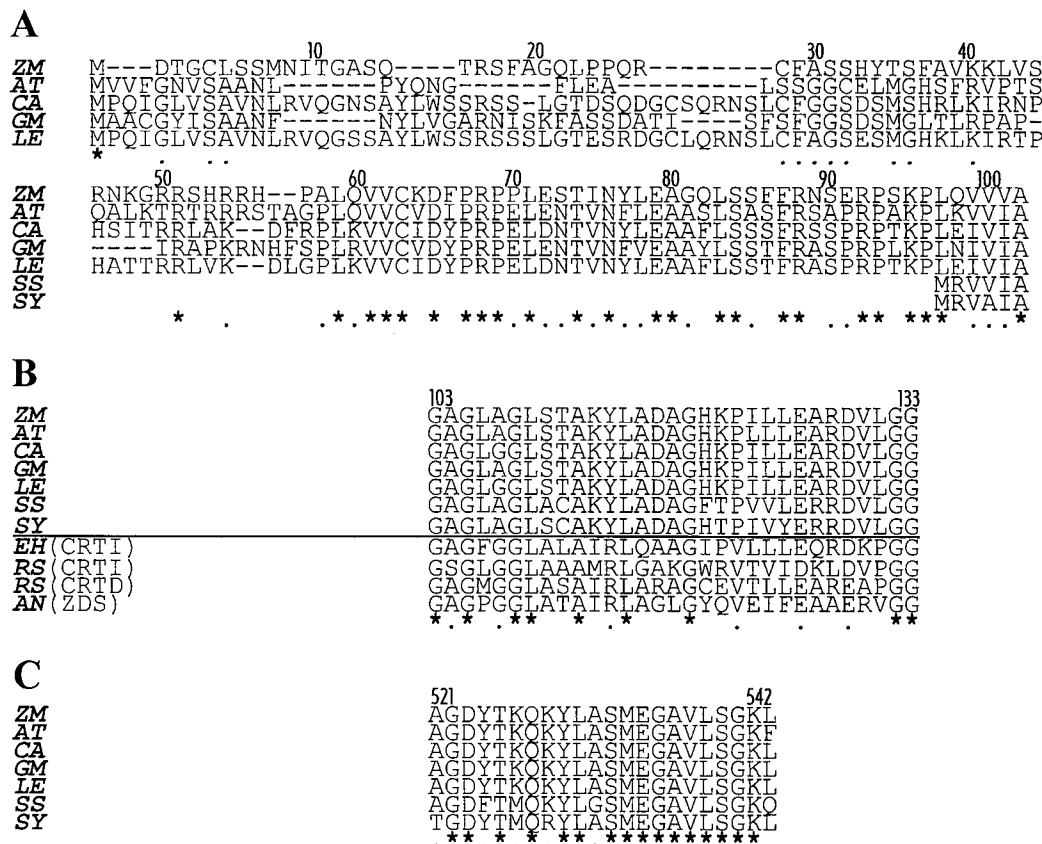 A
10 20 30 40
ZM M---DTGCLSSMNITGASQ----TRSFAGQLPPQR--------CFASSHYTSFAVKKLVS
AT MVVFGNVSAANL------PYQNG------FLEA----------LSSGGCELMGHSFRVPTS
CA MPQIGLVSAVNLRVQGNSAYLWSSRSS-LGTDSQDGCSQRNSLCFGGSDSMSHRLKIRNP
GM MAACGYISAANF------NYLVGARNISKFASSDATI------SFSFGGSDSMGLTLRPAP-
LE MPQIGLVSAVNLRVQGSSAYLWSSRSSSLGTESRDGCLQRNSLCFAGSESMGHKLKIRTP
* . .. ..... .. .
50 60 70 80 90 100
ZM RNKGRRSHRRH--PALQVVCKDFPRPPLESTINYLEAGQLSSFFRNSERPSKPLQVVVA
AT QALKTRTRRRSTAGPLQVVCVDIPRPELENTVNFLEAASLSASFRSAPRPAKPLKVVIA
CA HSITRRLAK--DFRPLKVVCIDYPRPELDNTVNYLEAAFLSSSFRSSPRPTKPLEIVIA
GM ----IRAPKRNHFSPLRVVCVDYPRPELENTVNFVEAAYLSSTFRASPRPLKPLNIVIA
LE HATTRRLVK--DLGPLKVVCIDYPRPELDNTVNYLEAAFLSSTFRASPRPTKPLEIVIA
SS MRVVIA
SY MRVAIA
* . . * *** * *** .*. .*. *. .**. ** ** .. ** *** ... *
B
103 133
ZM GAGLAGLSTAKYLADAGHKPILLEARDVLGG
AT GAGLAGLSTAKYLADAGHKPLLLEARDVLGG
CA GAGLGGLSTAKYLADAGHKPILLEARDVLGG
GM GAGLAGLSTAKYLADAGHKPILLEARDVLGG
LE GAGLGGLSTAKYLADAGHKPILLEARDVLGG
SS GAGLAGLACAKYLADAGFTPVVLERRDVLGG
SY GAGLAGLSCAKYLADAGHTPIVYERRDVLGG
EH(CRTI) GAGFGGLALAIRLQAAGIPVLLLEQRDKPGG
RS(CRTI) GSGLGGLAAAMRLGAKGWRVTVIDKLDVPGG
RS(CRTD) GAGMGGLASAIRLARAGCEVTLLEAREAPGG
AN(ZDS) GAGPGGLATAIRLAGLGYQVEIFEAAERVGG
*.* .** * .* * . . . **
C
521 542
ZM AGDYTKQKYLASMEGAVLSGKL
AT AGDYTKQKYLASMEGAVLSGKF
CA AGDYTKQKYLASMEGAVLSGKL
GM AGDYTKQKYLASMEGAVLSGKL
LE AGDYTKQKYLASMEGAVLSGKL
SS AGDFTMQKYLGSMEGAVLSGKQ
SY TGDYTMQRYLASMEGAVLSGKL
.**.* *.**.***********